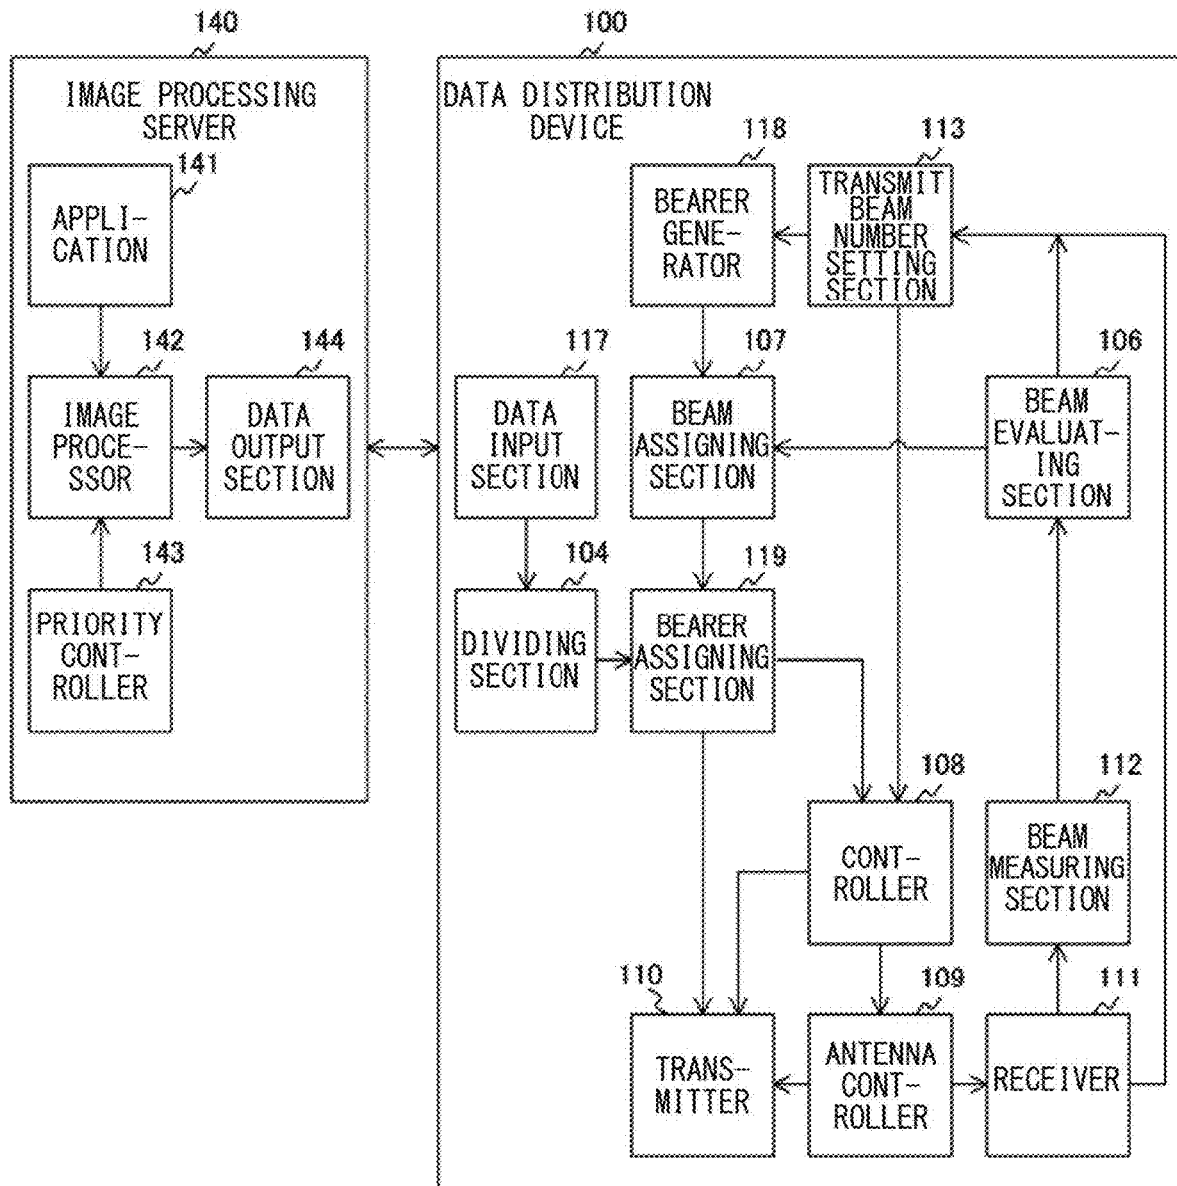 140
IMAGE PROCESSING
SERVER
141
APPLI-
CATION
142
IMAGE
PROCE-
SSOR
144
DATA
OUTPUT
SECTION
143
PRIORITY
CONT-
ROLLER
100
DATA DISTRIBUTION
DEVICE
118
BEARER
GENE-
RATOR
113
TRANSMIT
BEAM
NUMBER
SETTING
SECTION
117
DATA
INPUT
SECTION
107
BEAM
ASSIGNING
SECTION
106
BEAM
EVALUAT-
ING
SECTION
104
DIVIDING
SECTION
119
BEARER
ASSIGNING
SECTION
108
CONT-
ROLLER
112
BEAM
MEASURING
SECTION
110
TRANS-
MITTER
109
ANTENNA
CONT-
ROLLER
111
RECEIVER